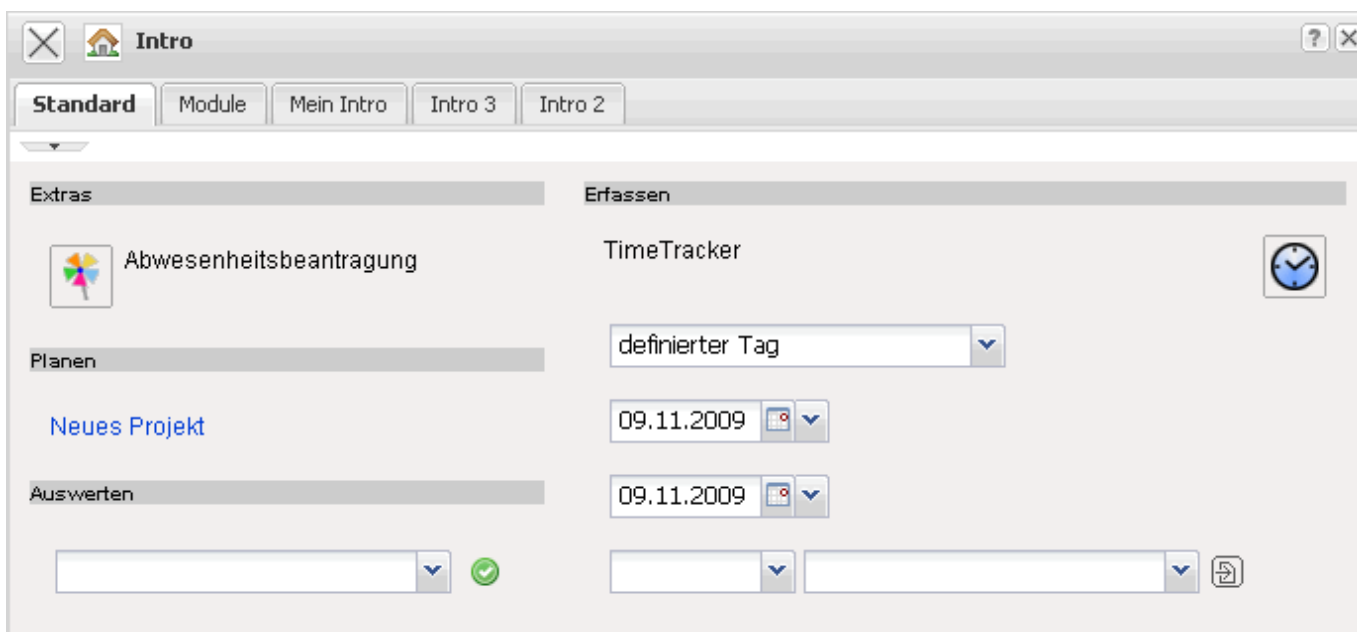 Intro
?
Standard Module Mein Intro Intro 3 Intro 2
Extras
Abwesenheitsbeantragung
Planen
Neues Projekt
Auswerten
Erfassen
TimeTracker
definierter Tag
09.11.2009
09.11.2009